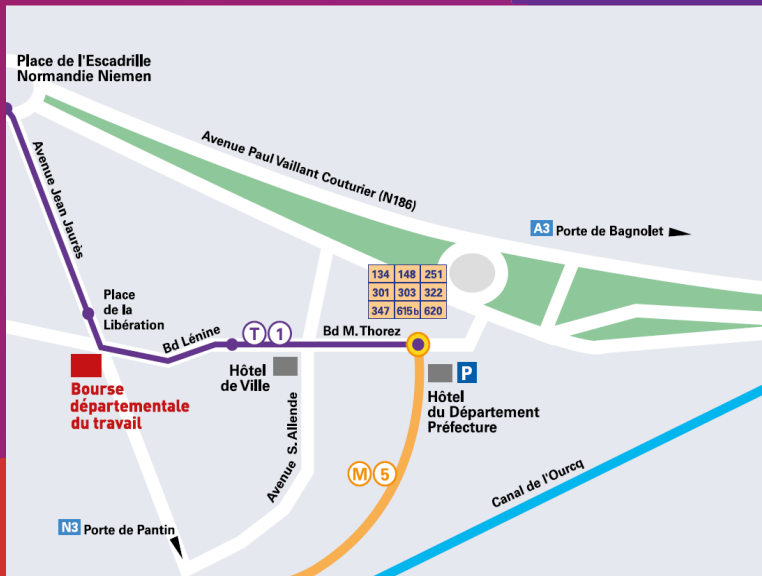 Place de l'Escadrille
Normandie Niemen
Avenue Paul Vaillant Couturier (N186)
Avenue Jean Jaurès
A3 Porte de Bagnolet
134 148 251
301 303 322
347 615b 620
Place
de la
Libération
Bd Lénine
T 1
Bd M. Thorez
Bourse
départementale
du travail
Hôtel
de Ville
P
Hôtel
du Département
Préfecture
Avenue S. Allende
M 5
Canal de l'Ourcq
N3 Porte de Pantin